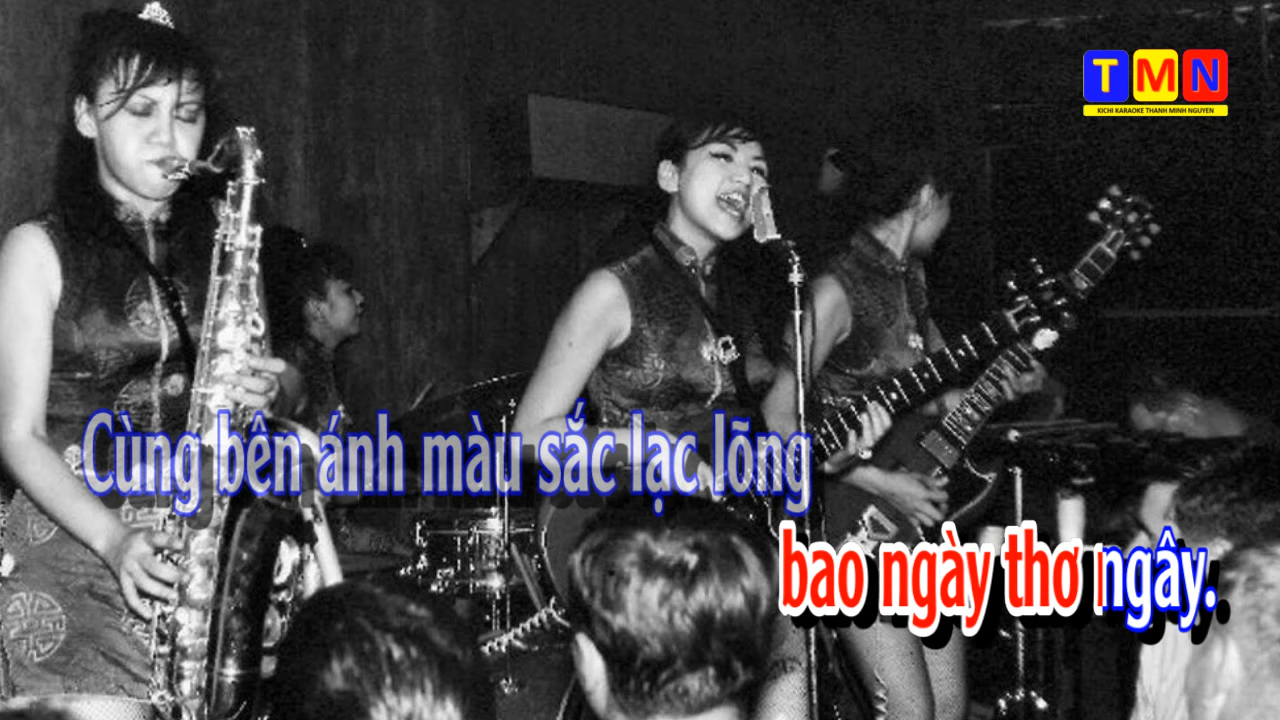 TMN
KICHI KARAOKE THANH MINH NGUYEN
Cùng bên ánh màu sắc lạc lõng
bao ngày thơ ngây.